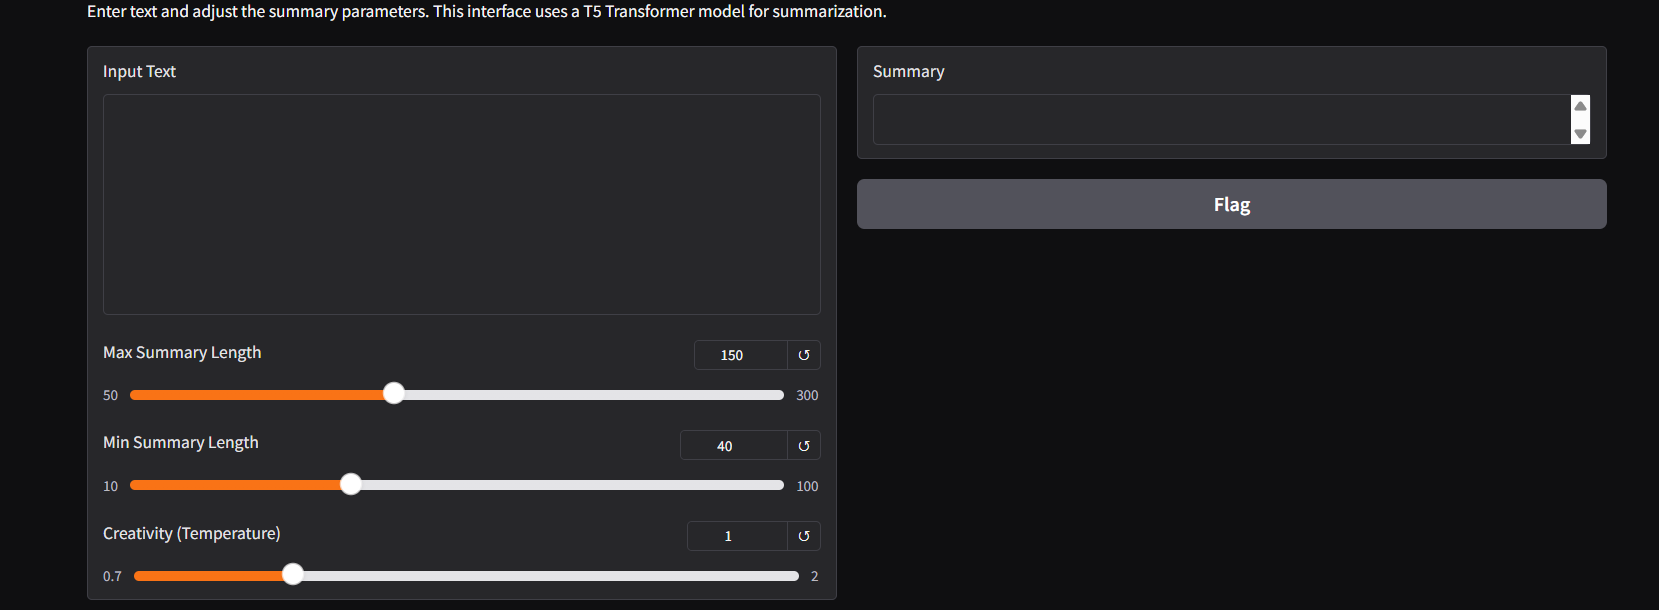 Enter text and adjust the summary parameters. This interface uses a T5 Transformer model for summarization.
Input Text
Max Summary Length
150
50
300
Min Summary Length
40
10
100
Creativity (Temperature)
1
0.7
2
Summary
Flag